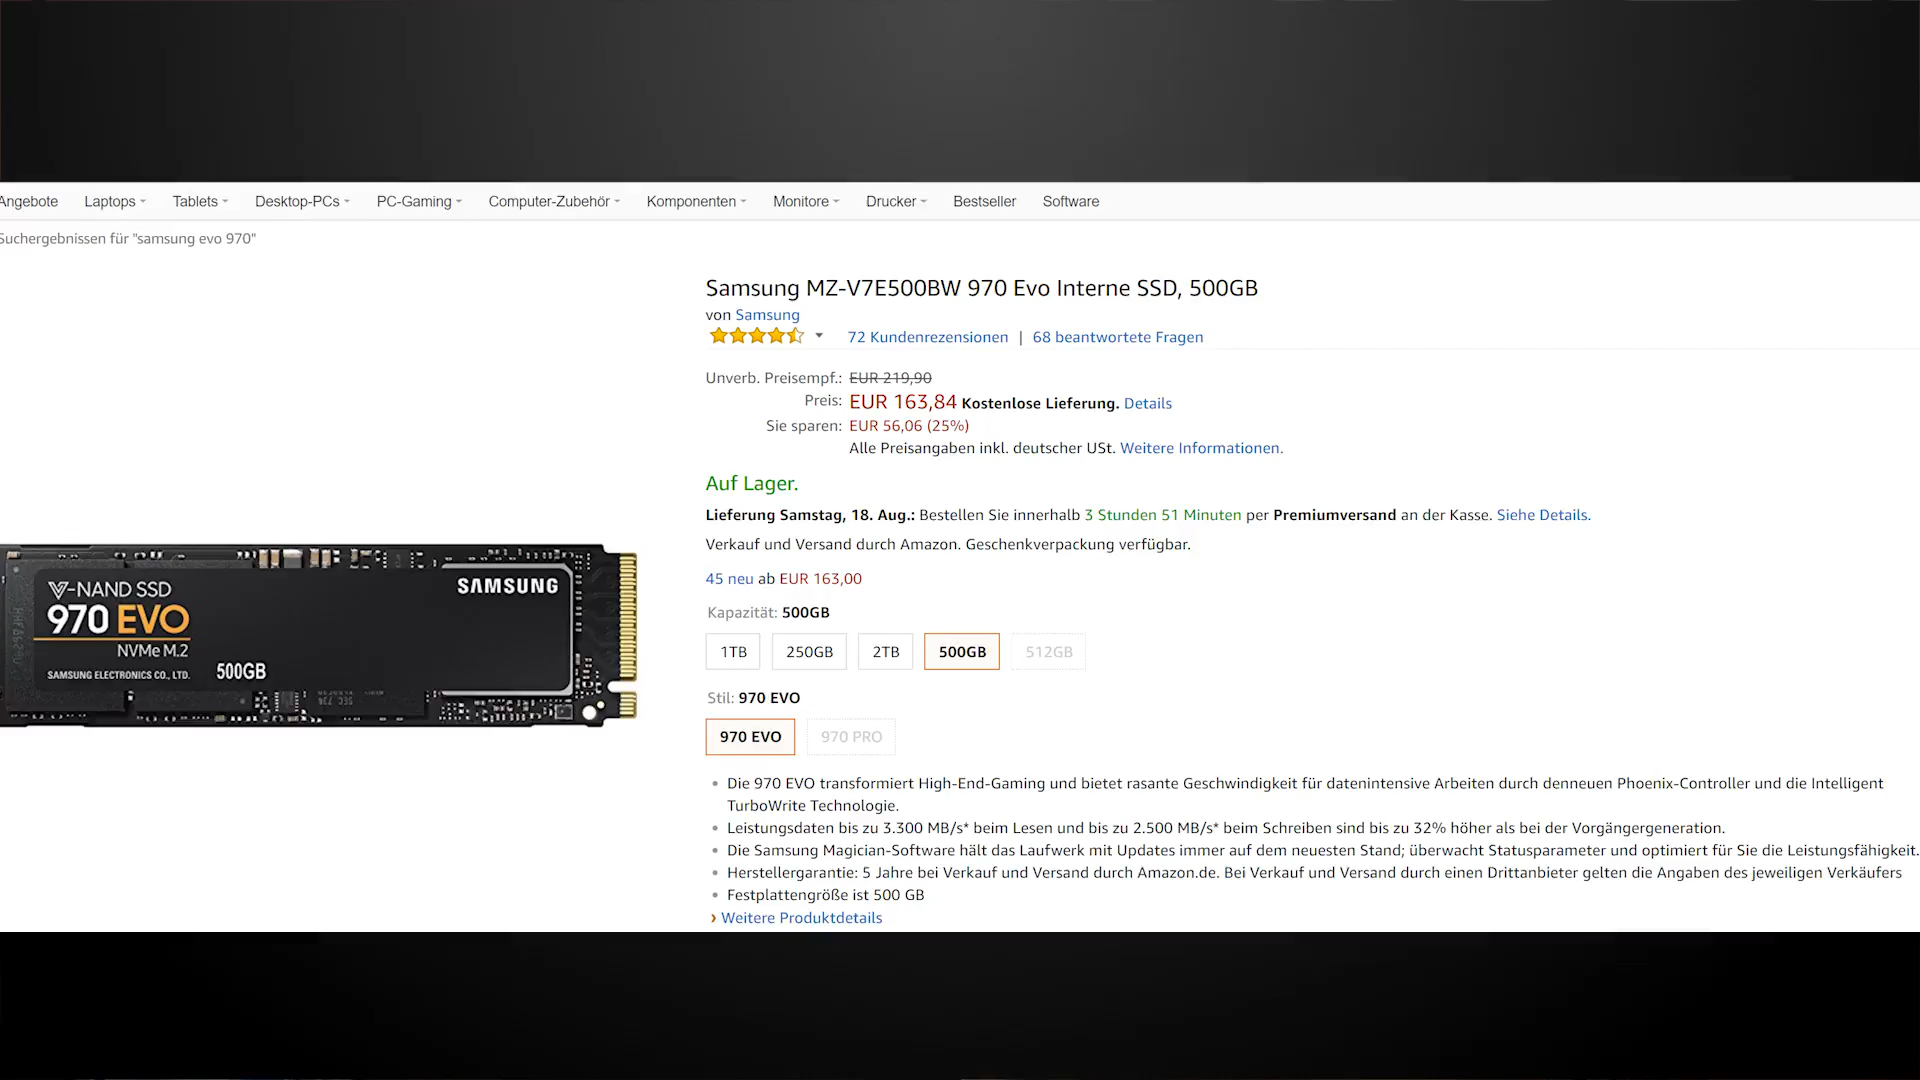 Angebote Laptops Tablets Desktop-PCs PC-Gaming Computer-Zubehör Komponenten Monitore Drucker Bestseller Software
Suchergebnissen für "samsung evo 970"
Samsung MZ-V7E500BW 970 Evo Interne SSD, 500GB
von Samsung
72 Kundenrezensionen | 68 beantwortete Fragen
Unverb. Preisempf.: EUR 219,90
Preis: EUR 163,84 Kostenlose Lieferung. Details
Sie sparen: EUR 56,06 (25%)
Alle Preisangaben inkl. deutscher USt. Weitere Informationen.
Auf Lager.
Lieferung Samstag, 18. Aug.: Bestellen Sie innerhalb 3 Stunden 51 Minuten per Premiumversand an der Kasse. Siehe Details.
Verkauf und Versand durch Amazon. Geschenkverpackung verfügbar.
45 neu ab EUR 163,00
Kapazität: 500GB
1TB 250GB 2TB 500GB 512GB
Stil: 970 EVO
970 EVO 970 PRO
• Die 970 EVO transformiert High-End-Gaming und bietet rasante Geschwindigkeit für datenintensive Arbeiten durch denneuen Phoenix-Controller und die Intelligent
TurboWrite Technologie.
• Leistungsdaten bis zu 3.300 MB/s* beim Lesen und bis zu 2.500 MB/s* beim Schreiben sind bis zu 32% höher als bei der Vorgängergeneration.
• Die Samsung Magician-Software hält das Laufwerk mit Updates immer auf dem neuesten Stand; überwacht Statusparameter und optimiert für Sie die Leistungsfähigkeit.
• Herstellergarantie: 5 Jahre bei Verkauf und Versand durch Amazon.de. Bei Verkauf und Versand durch einen Drittanbieter gelten die Angaben des jeweiligen Verkäufers
• Festplattengröße ist 500 GB
› Weitere Produktdetails
V-NAND SSD
970 EVO
NVMe M.2
SAMSUNG ELECTRONICS CO., LTD. 500GB
SAMSUNG